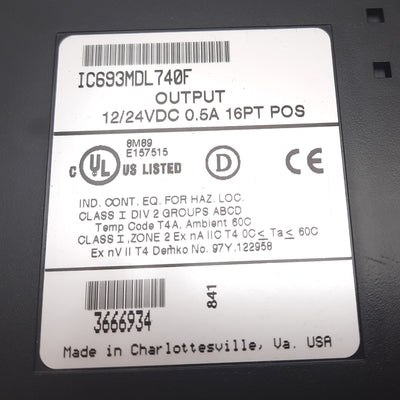 IC693MDL740F
OUTPUT
12/24VDC 0.5A 16PT POS
8M89
E157515
C UL US LISTED
D
CE
IND. CONT. EQ. FOR HAZ. LOC.
CLASS I DIV 2 GROUPS ABCD
Temp Code T4A, Ambient 60C
CLASS I, ZONE 2 Ex nA IIC T4 0C< Ta< 60C
Ex nV II T4 Demko No. 97Y.122958
3666934
841
Made in Charlottesville, Va. USA